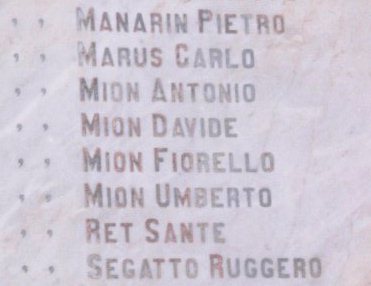 ,, MANARIN PIETRO
,, MARUS CARLO
,, MION ANTONIO
,, MION DAVIDE
,, MION FIORELLO
,, MION UMBERTO
,, RET SANTE
,, SEGATTO RUGGERO